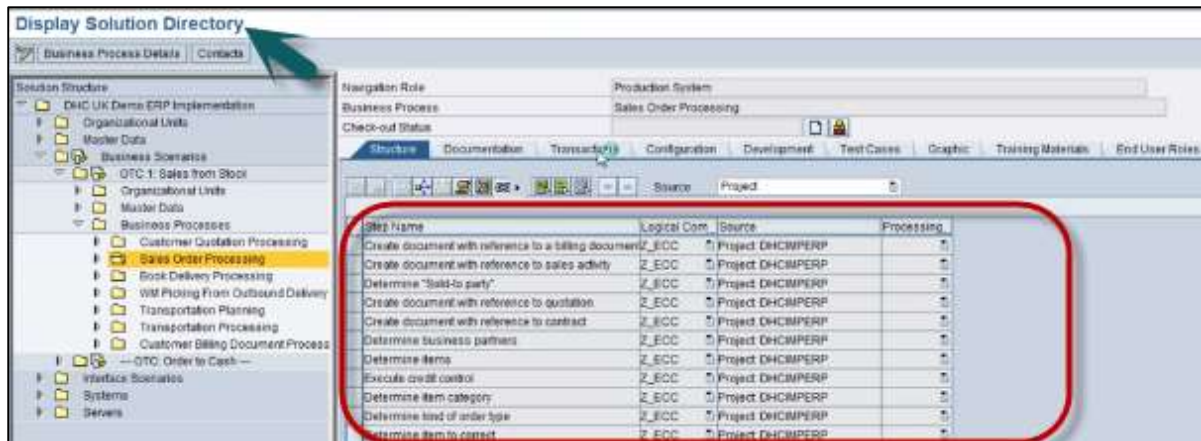 Display Solution Directory
Business Process Details Contacts
Solution Structure
DHC UK Demo ERP Implementation
Organizational Units
Master Data
Business Scenarios
OTC 1: Sales from Stock
Organizational Units
Master Data
Business Processes
Customer Quotation Processing
Sales Order Processing
Book Delivery Processing
WM Picking From Outbound Delivery
Transportation Planning
Transportation Processing
Customer Billing Document Process
--- OTC: Order to Cash ---
Interface Scenarios
Systems
Servers
Navigation Role Production System
Business Process Sales Order Processing
Check-out Status
Structure Documentation Transactions Configuration Development Test Cases Graphic Training Materials End User Roles
Source Project
Step Name Logical Com Source Processing
Create document with reference to a billing document Z_ECC Project DHCIMPERP
Create document with reference to sales activity Z_ECC Project DHCIMPERP
Determine "Sold-to party" Z_ECC Project DHCIMPERP
Create document with reference to quotation Z_ECC Project DHCIMPERP
Create document with reference to contract Z_ECC Project DHCIMPERP
Determine business partners Z_ECC Project DHCIMPERP
Determine items Z_ECC Project DHCIMPERP
Execute credit control Z_ECC Project DHCIMPERP
Determine item category Z_ECC Project DHCIMPERP
Determine kind of order type Z_ECC Project DHCIMPERP
Determine item to correct Z_ECC Project DHCIMPERP